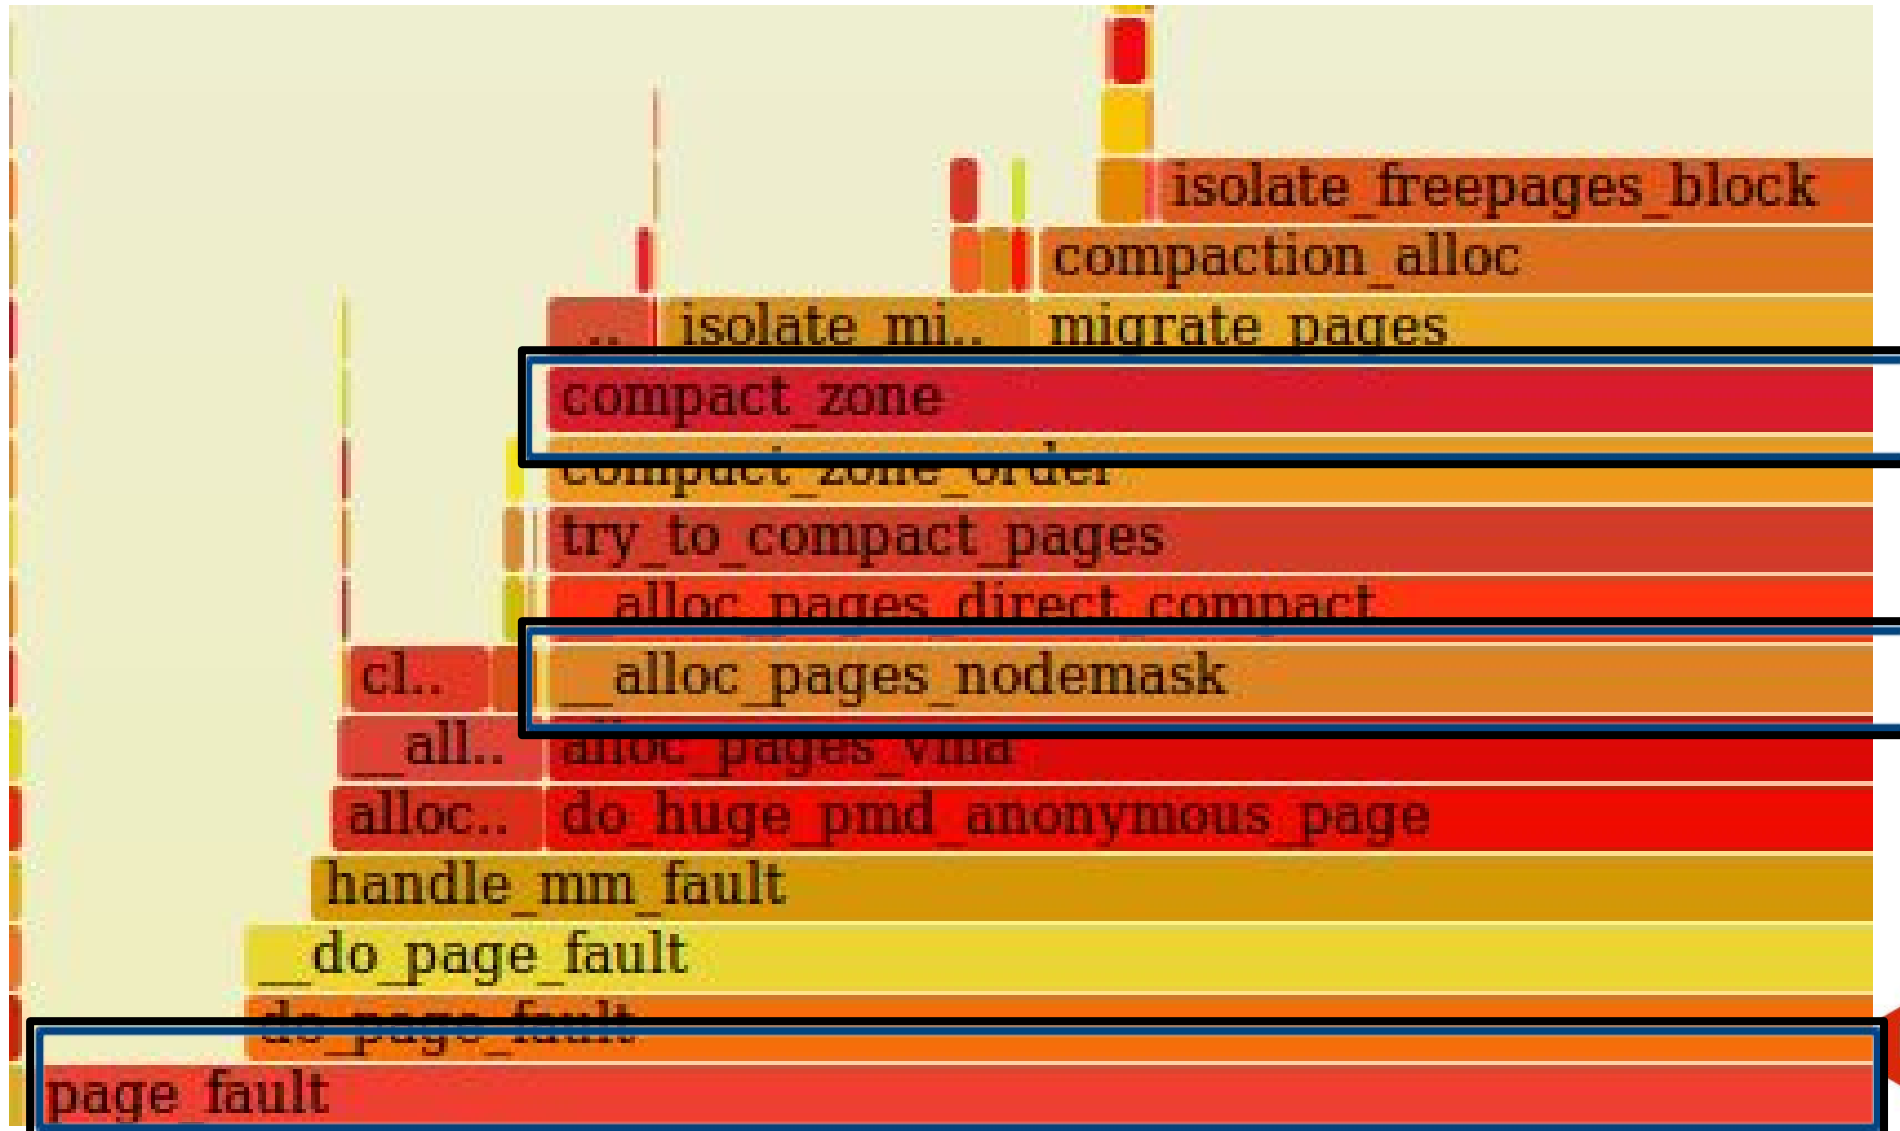 isolate_freepages_block
compaction_alloc
.. isolate_mi.. migrate_pages
compact_zone
compact_zone_order
try_to_compact_pages
__alloc_pages_direct_compact
cl.. __alloc_pages_nodemask
__all.. alloc_pages_vma
alloc.. do_huge_pmd_anonymous_page
handle_mm_fault
__do_page_fault
do_page_fault
page_fault